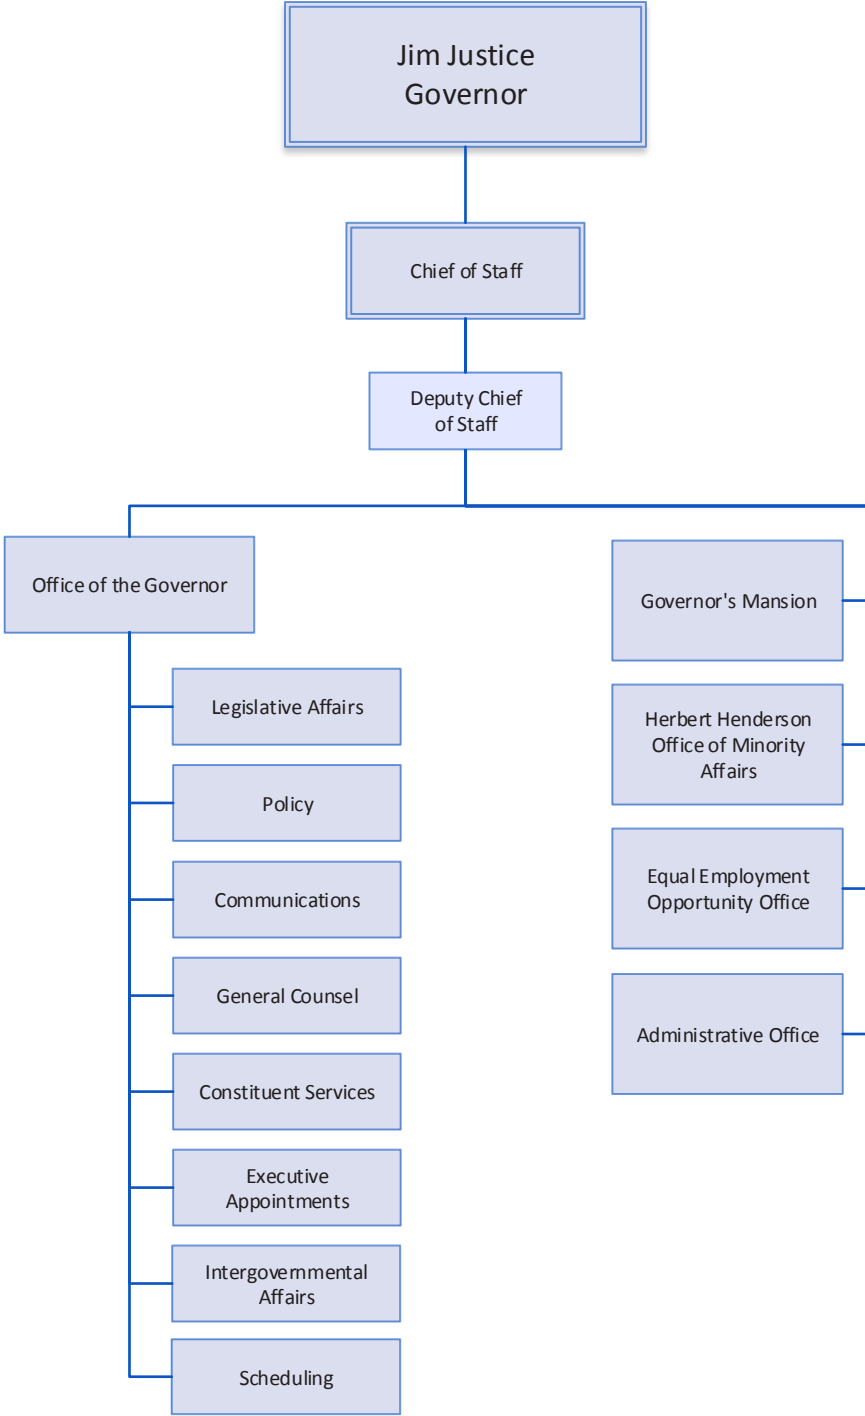 Jim Justice
Governor
Chief of Staff
Deputy Chief
of Staff
Office of the Governor
Legislative Affairs
Policy
Communications
General Counsel
Constituent Services
Executive
Appointments
Intergovernmental
Affairs
Scheduling
Governor's Mansion
Herbert Henderson
Office of Minority
Affairs
Equal Employment
Opportunity Office
Administrative Office